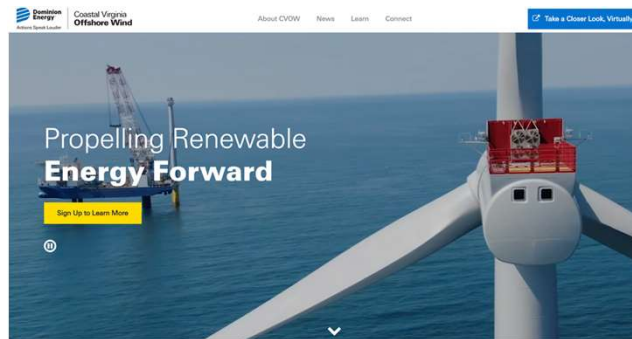 Dominion Energy
Actions Speak Louder
Coastal Virginia
Offshore Wind
About CVOW
News
Learn
Connect
Take a Closer Look, Virtually
Propelling Renewable
Energy Forward
Sign Up to Learn More